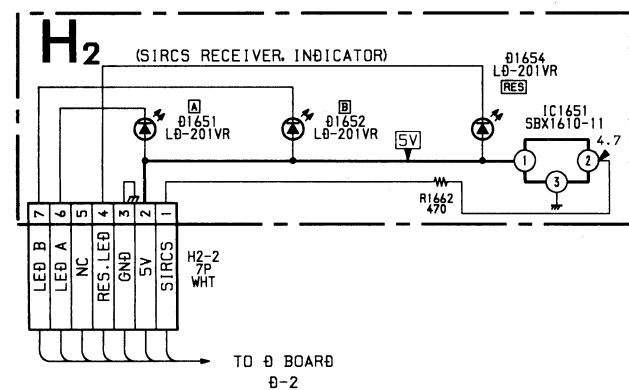 H2
(SIRCS RECEIVER. INDICATOR)
D1654
LD-201VR
RES
A
D1651
LD-201VR
B
D1652
LD-201VR
5V
IC1651
SBX1610-11
1
2
3
4.7
R1662
470
7 6 5 4 3 2 1
LED B
LED A
NC
RES. LED
GND
5V
SIRCS
H2-2
7P
WHT
TO D BOARD
D-2